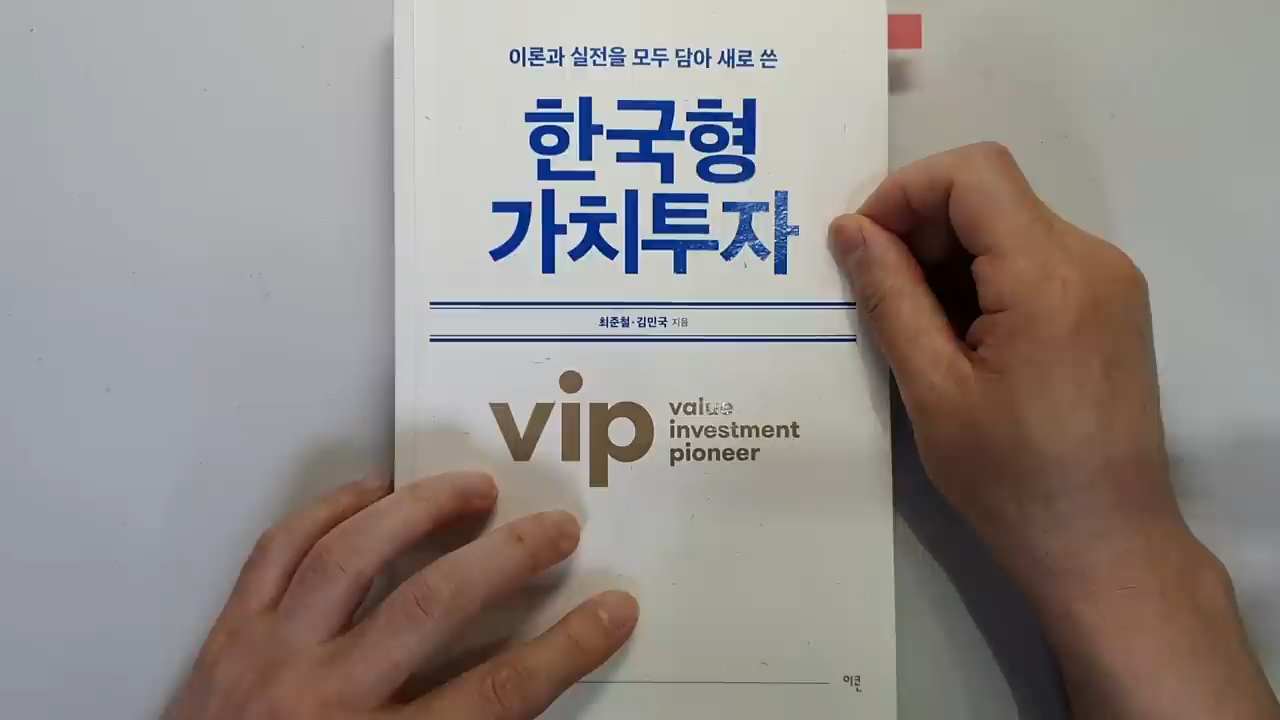 이론과 실전을 모두 담아 새로 쓴
한국형
가치투자
최준철·김민국 지음
vip
value
investment
pioneer
이콘